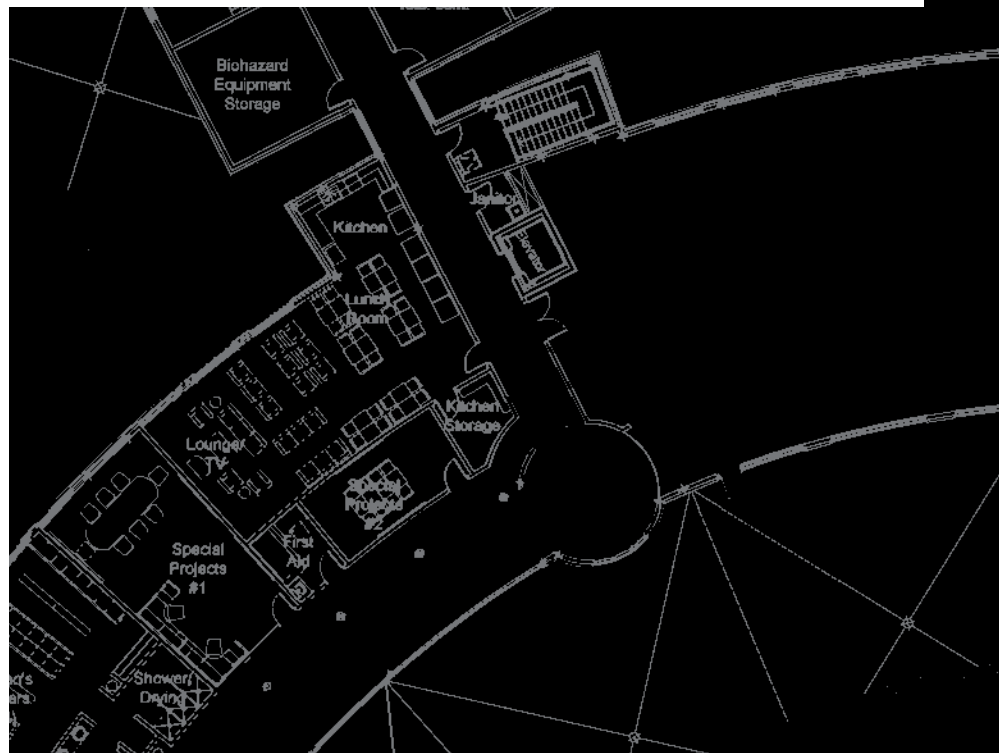 Biohazard
Equipment
Storage
Janitor
Elevator
Kitchen
Lunch
Room
Kitchen
Storage
Lounge/
TV
Special
Projects
#2
First
Aid
Special
Projects
#1
Shower/
Drying